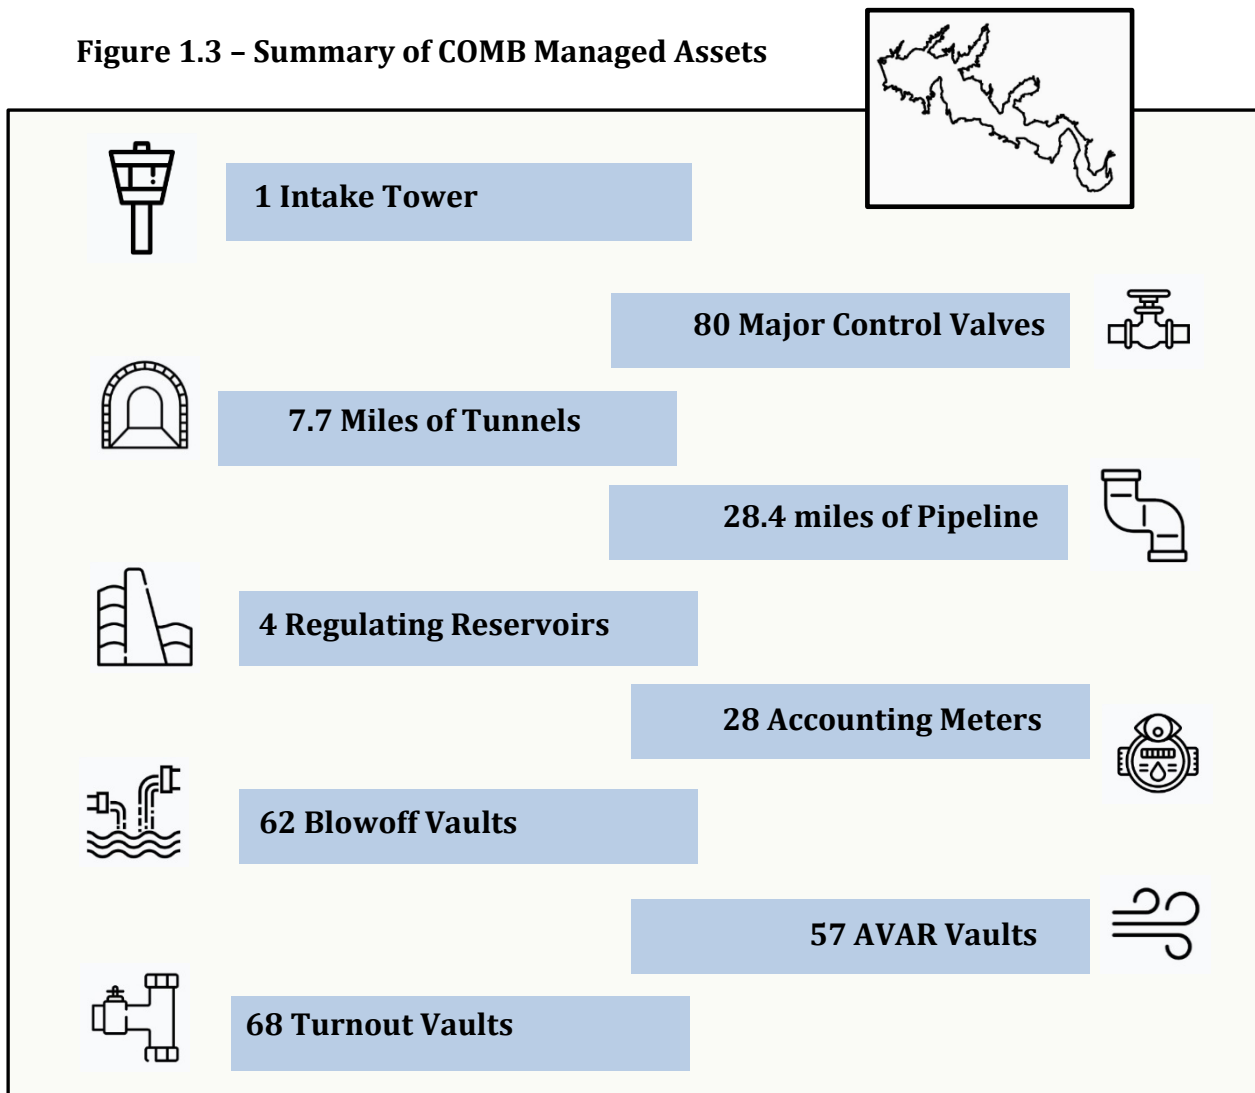 Figure 1.3 – Summary of COMB Managed Assets
1 Intake Tower
80 Major Control Valves
7.7 Miles of Tunnels
28.4 miles of Pipeline
4 Regulating Reservoirs
28 Accounting Meters
62 Blowoff Vaults
57 AVAR Vaults
68 Turnout Vaults